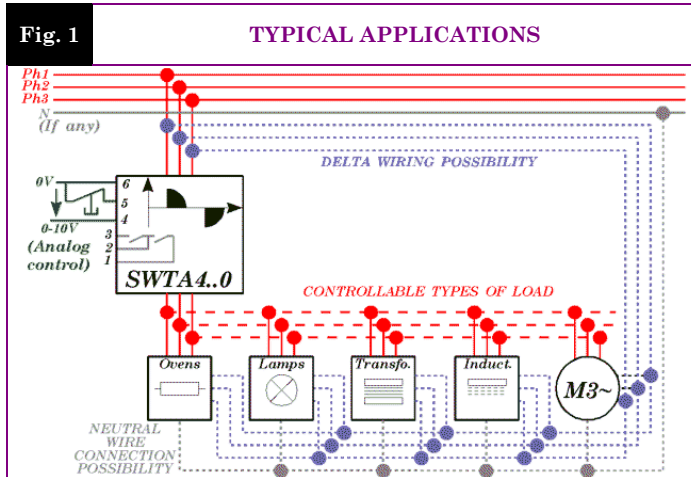 Fig. 1
TYPICAL APPLICATIONS
Ph1
Ph2
Ph3
N
(If any)
DELTA WIRING POSSIBILITY
0V
6
5
4
0-10V
(Analog
control)
3
2
1
SWTA4..0
CONTROLLABLE TYPES OF LOAD
Ovens
Lamps
Transfo.
Induct.
M3~
NEUTRAL
WIRE
CONNECTION
POSSIBILITY